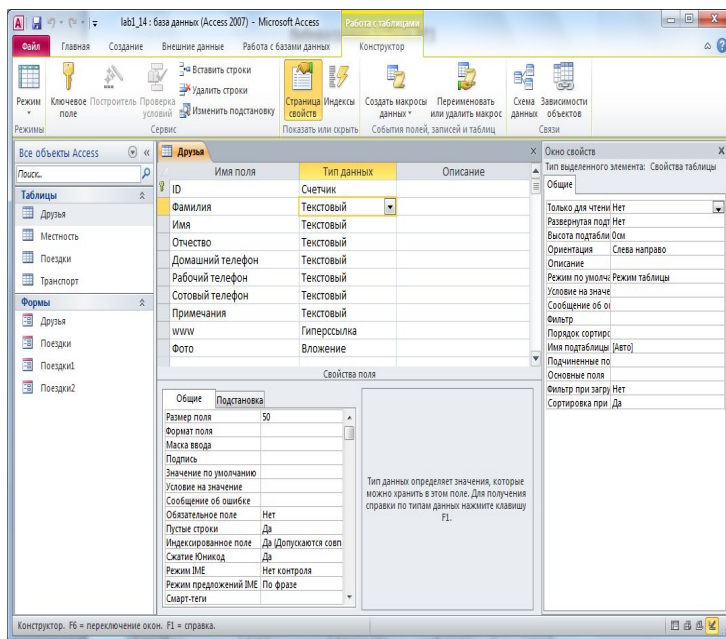 lab1_14 : база данных (Access 2007) - Microsoft Access
Работа с таблицами
Файл Главная Создание Внешние данные Работа с базами данных Конструктор
Режим
Ключевое поле
Построитель
Проверка условий
Вставить строки
Удалить строки
Изменить подстановку
Страница свойств
Индексы
Создать макросы данных
Переименовать или удалить макрос
Схема данных
Зависимости объектов
Режимы Сервис Показать или скрыть События полей, записей и таблиц Связи
Все объекты Access
Поиск...
Таблицы
Друзья
Местность
Поездки
Транспорт
Формы
Друзья
Поездки
Поездки1
Поездки2
Друзья
Имя поля Тип данных Описание
ID Счетчик
Фамилия Текстовый
Имя Текстовый
Отчество Текстовый
Домашний телефон Текстовый
Рабочий телефон Текстовый
Сотовый телефон Текстовый
Примечания Текстовый
www Гиперссылка
Фото Вложение
Свойства поля
Общие Подстановка
Размер поля 50
Формат поля
Маска ввода
Подпись
Значение по умолчанию
Условие на значение
Сообщение об ошибке
Обязательное поле Нет
Пустые строки Да
Индексированное поле Да (Допускаются совп
Сжатие Юникод Да
Режим IME Нет контроля
Режим предложений IME По фразе
Смарт-теги
Тип данных определяет значения, которые
можно хранить в этом поле. Для получения
справки по типам данных нажмите клавишу
F1.
Окно свойств
Тип выделенного элемента: Свойства таблицы
Общие
Только для чтени Нет
Развернутая подт Нет
Высота подтабли 0см
Ориентация Слева направо
Описание
Режим по умолча Режим таблицы
Условие на значе
Сообщение об ог
Фильтр
Порядок сортирс
Имя подтаблицы [Авто]
Подчиненные по
Основные поля
Фильтр при загру Нет
Сортировка при Да
Конструктор. F6 = переключение окон. F1 = справка.